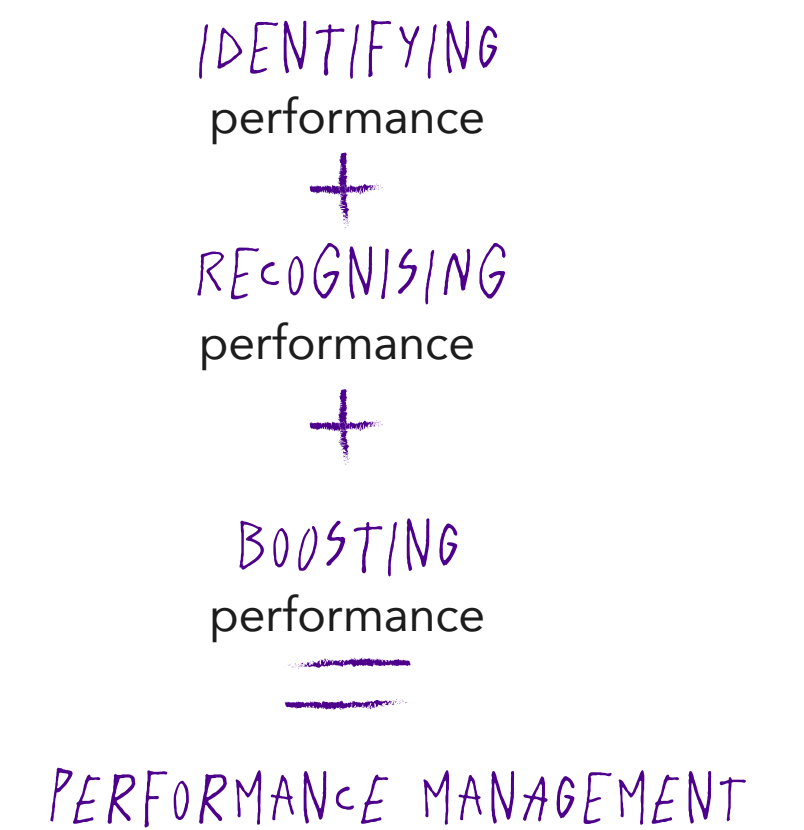 IDENTIFYING
performance
+
RECOGNISING
performance
+
BOOSTING
performance
=
PERFORMANCE MANAGEMENT